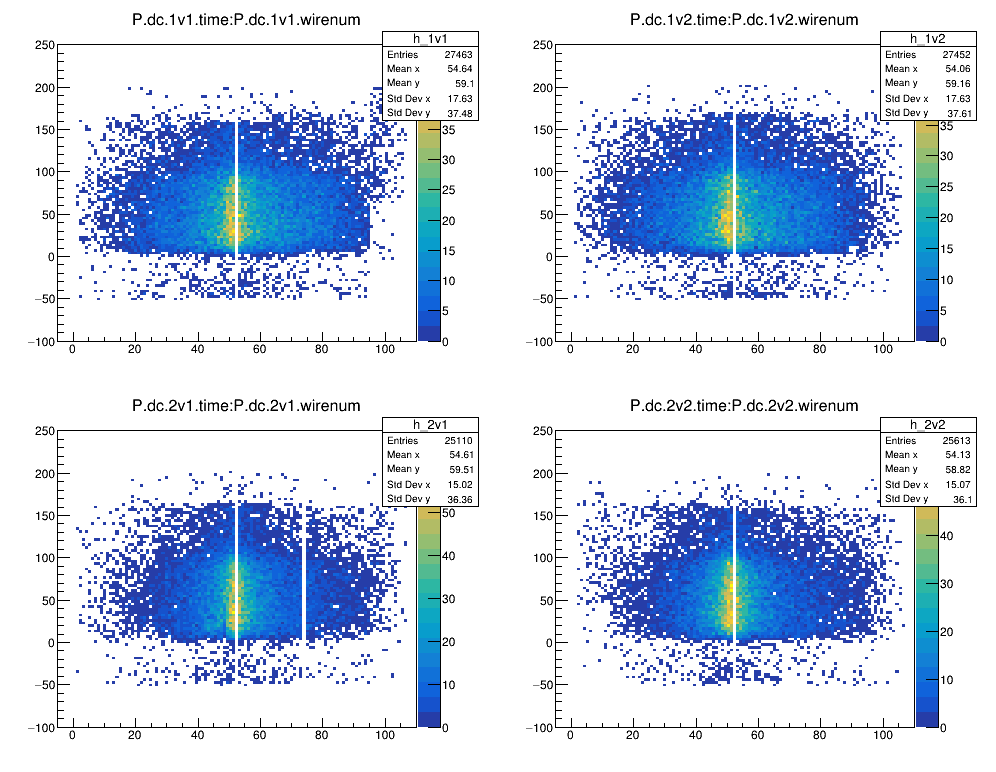 P.dc.1v1.time:P.dc.1v1.wirenum
h_1v1
Entries 27463
Mean x 54.64
Mean y 59.1
Std Dev x 17.63
Std Dev y 37.48
250
200
150
100
50
0
−50
−100
0 20 40 60 80 100
35
30
25
20
15
10
5
0
P.dc.1v2.time:P.dc.1v2.wirenum
h_1v2
Entries 27452
Mean x 54.06
Mean y 59.16
Std Dev x 17.63
Std Dev y 37.61
250
200
150
100
50
0
−50
−100
0 20 40 60 80 100
35
30
25
20
15
10
5
0
P.dc.2v1.time:P.dc.2v1.wirenum
h_2v1
Entries 25110
Mean x 54.61
Mean y 59.51
Std Dev x 15.02
Std Dev y 36.36
250
200
150
100
50
0
−50
−100
0 20 40 60 80 100
50
40
30
20
10
0
P.dc.2v2.time:P.dc.2v2.wirenum
h_2v2
Entries 25613
Mean x 54.13
Mean y 58.82
Std Dev x 15.07
Std Dev y 36.1
250
200
150
100
50
0
−50
−100
0 20 40 60 80 100
40
30
20
10
0